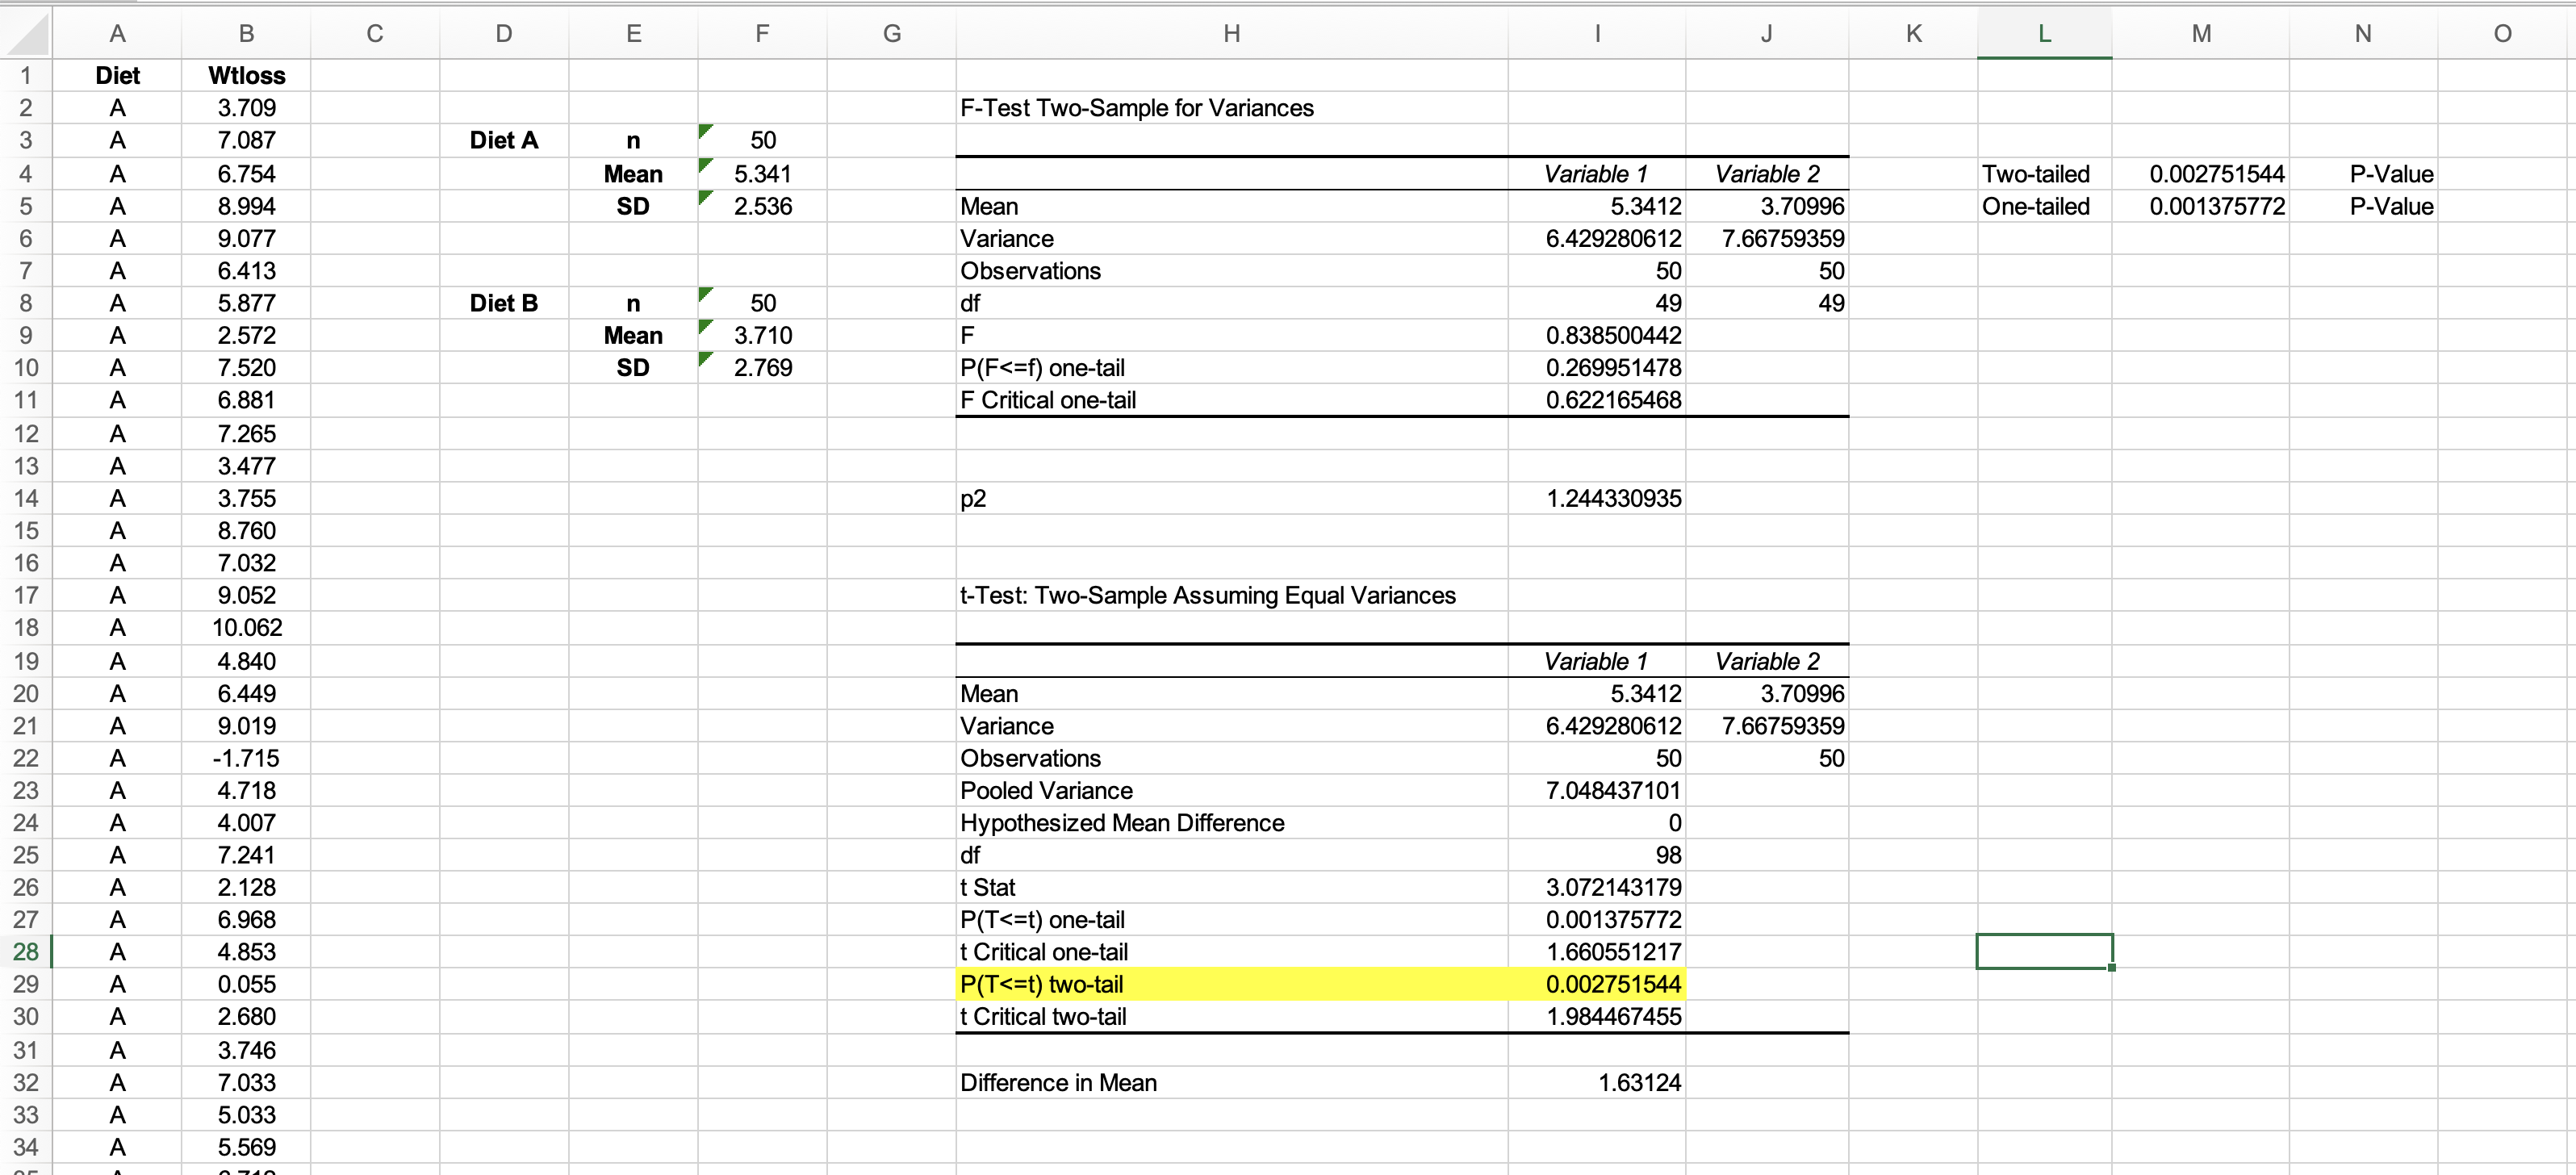 A B C D E F G H I J K L M N O
1 Diet Wtloss
2 A 3.709 F-Test Two-Sample for Variances
3 A 7.087 Diet A n 50
4 A 6.754 Mean 5.341 Variable 1 Variable 2 Two-tailed 0.002751544 P-Value
5 A 8.994 SD 2.536 Mean 5.3412 3.70996 One-tailed 0.001375772 P-Value
6 A 9.077 Variance 6.429280612 7.66759359
7 A 6.413 Observations 50 50
8 A 5.877 Diet B n 50 df 49 49
9 A 2.572 Mean 3.710 F 0.838500442
10 A 7.520 SD 2.769 P(F<=f) one-tail 0.269951478
11 A 6.881 F Critical one-tail 0.622165468
12 A 7.265
13 A 3.477
14 A 3.755 p2 1.244330935
15 A 8.760
16 A 7.032
17 A 9.052 t-Test: Two-Sample Assuming Equal Variances
18 A 10.062
19 A 4.840 Variable 1 Variable 2
20 A 6.449 Mean 5.3412 3.70996
21 A 9.019 Variance 6.429280612 7.66759359
22 A -1.715 Observations 50 50
23 A 4.718 Pooled Variance 7.048437101
24 A 4.007 Hypothesized Mean Difference 0
25 A 7.241 df 98
26 A 2.128 t Stat 3.072143179
27 A 6.968 P(T<=t) one-tail 0.001375772
28 A 4.853 t Critical one-tail 1.660551217
29 A 0.055 P(T<=t) two-tail 0.002751544
30 A 2.680 t Critical two-tail 1.984467455
31 A 3.746
32 A 7.033 Difference in Mean 1.63124
33 A 5.033
34 A 5.569